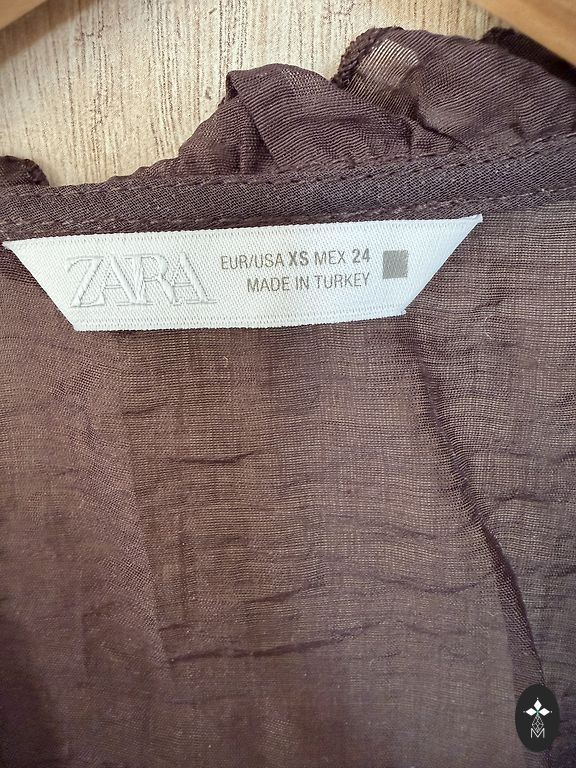 ZARA
EUR/USA XS MEX 24
MADE IN TURKEY
M